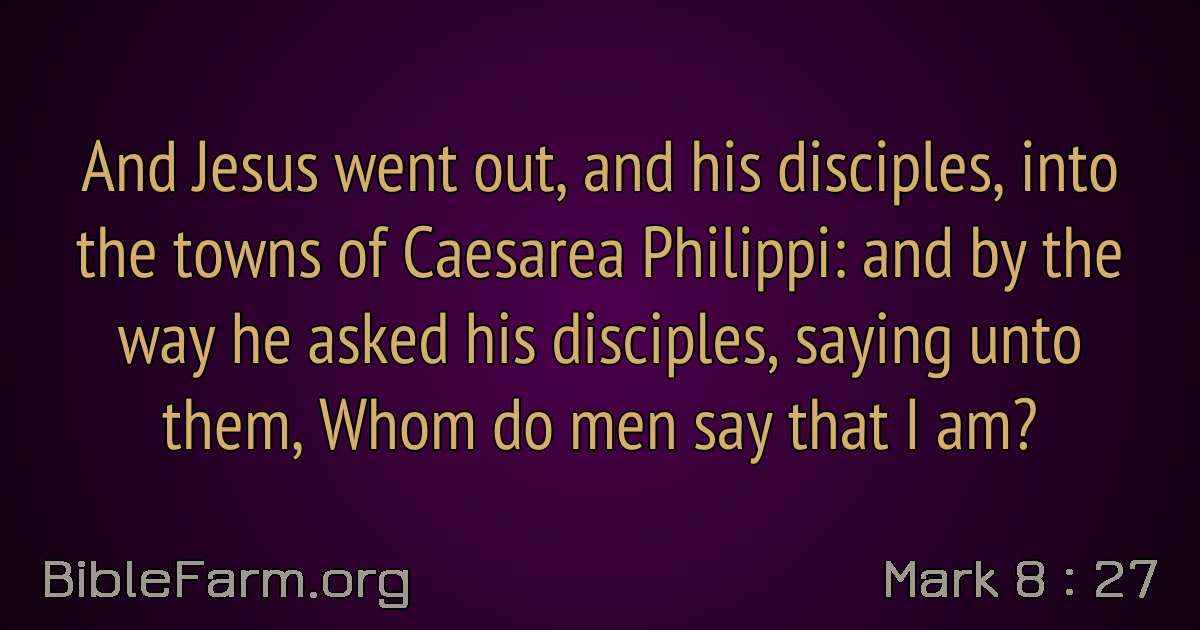 And Jesus went out, and his disciples, into
the towns of Caesarea Philippi: and by the
way he asked his disciples, saying unto
them, Whom do men say that I am?
BibleFarm.org
Mark 8 : 27